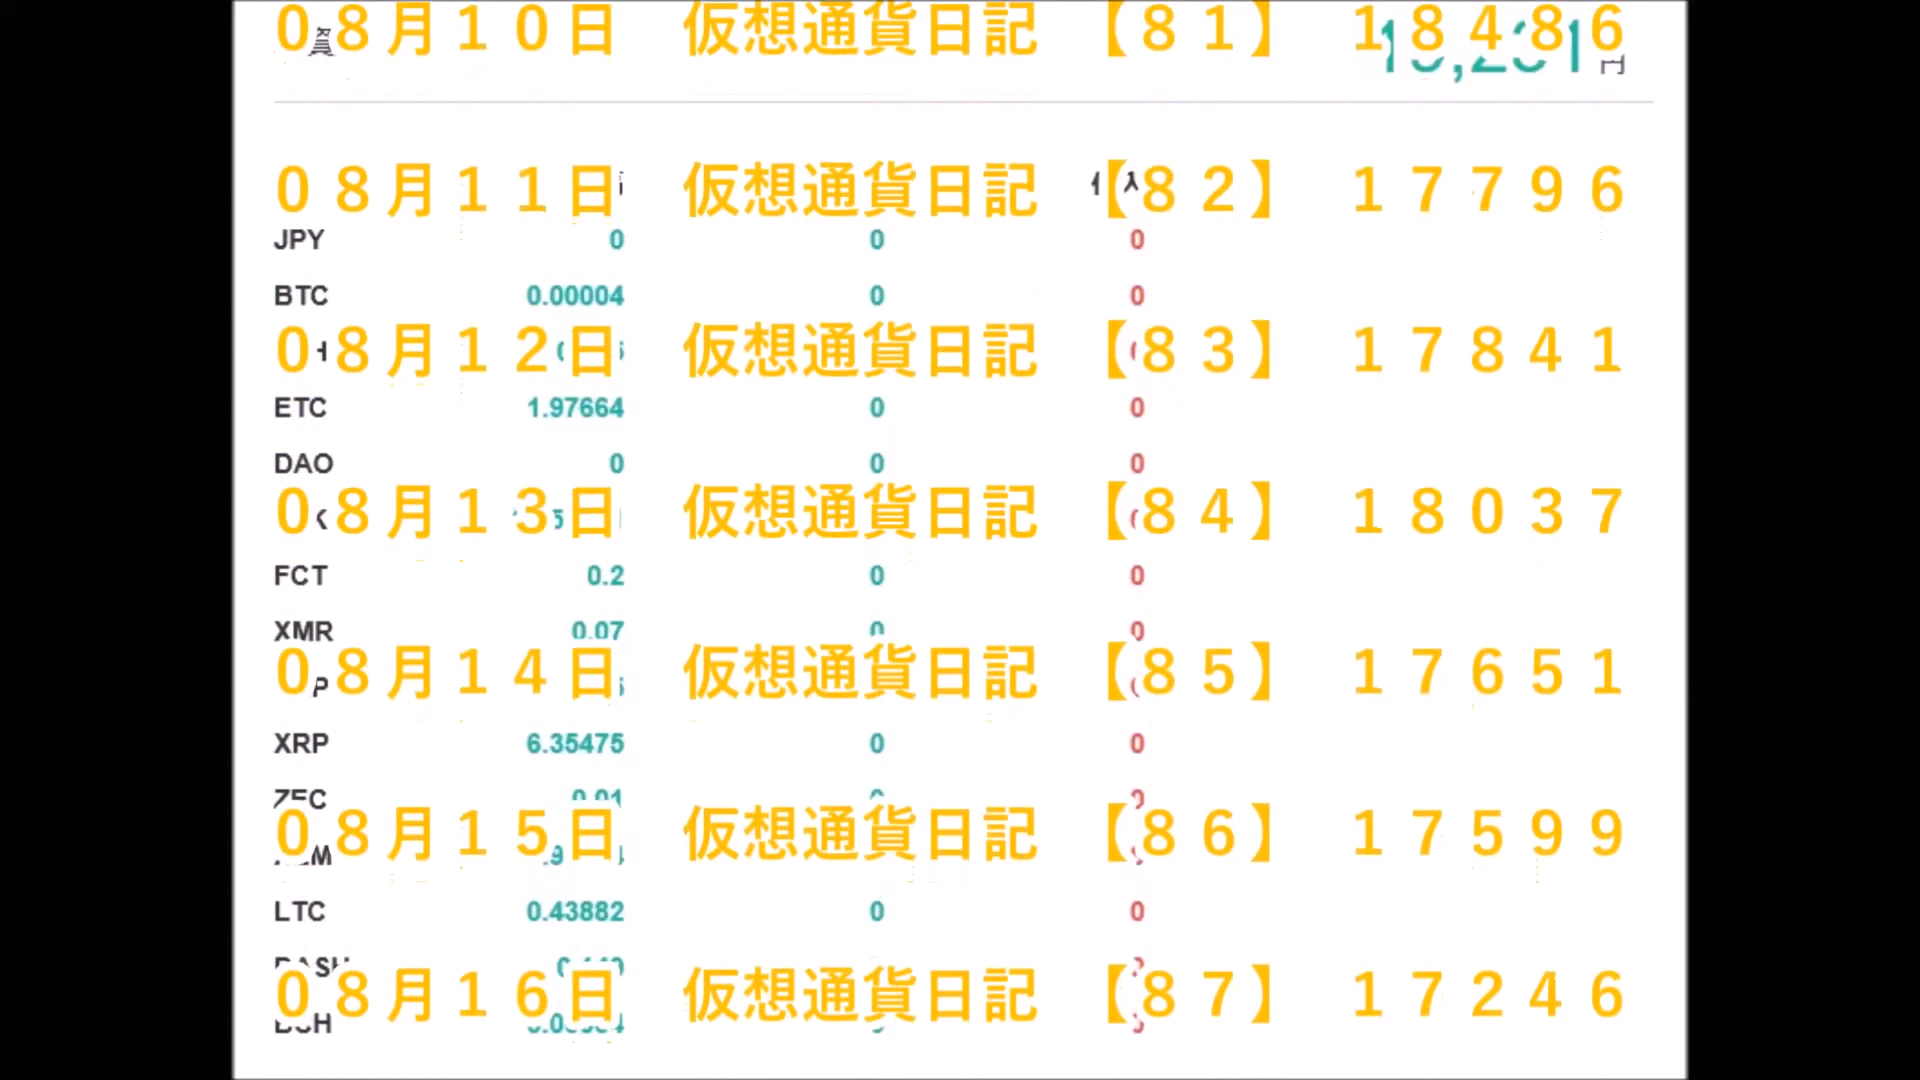 08月10日 仮想通貨日記 【81】 18486
円
08月11日 仮想通貨日記 【82】 17796
JPY 0 0 0
BTC 0.00004 0 0
08月12日 仮想通貨日記 【83】 17841
ETC 1.97664 0 0
DAO 0 0 0
08月13日 仮想通貨日記 【84】 18037
FCT 0.2 0 0
XMR 0.07 0 0
08月14日 仮想通貨日記 【85】 17651
XRP 6.35475 0 0
ZEC 0.01
08月15日 仮想通貨日記 【86】 17599
LTC 0.43882 0 0
DASH
08月16日 仮想通貨日記 【87】 17246